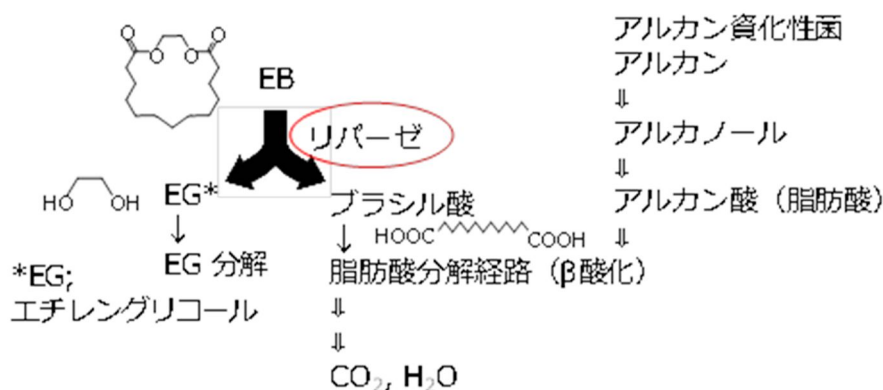 O
O
O
O
EB
リパーゼ
HO
OH
EG*
↓
EG 分解
*EG;
エチレングリコール
ブラシル酸
↓
HOOC
COOH
脂肪酸分解経路（β酸化）
⇓
⇓
CO₂, H₂O
アルカン資化性菌
アルカン
⇓
アルカノール
⇓
アルカン酸（脂肪酸）
⇓